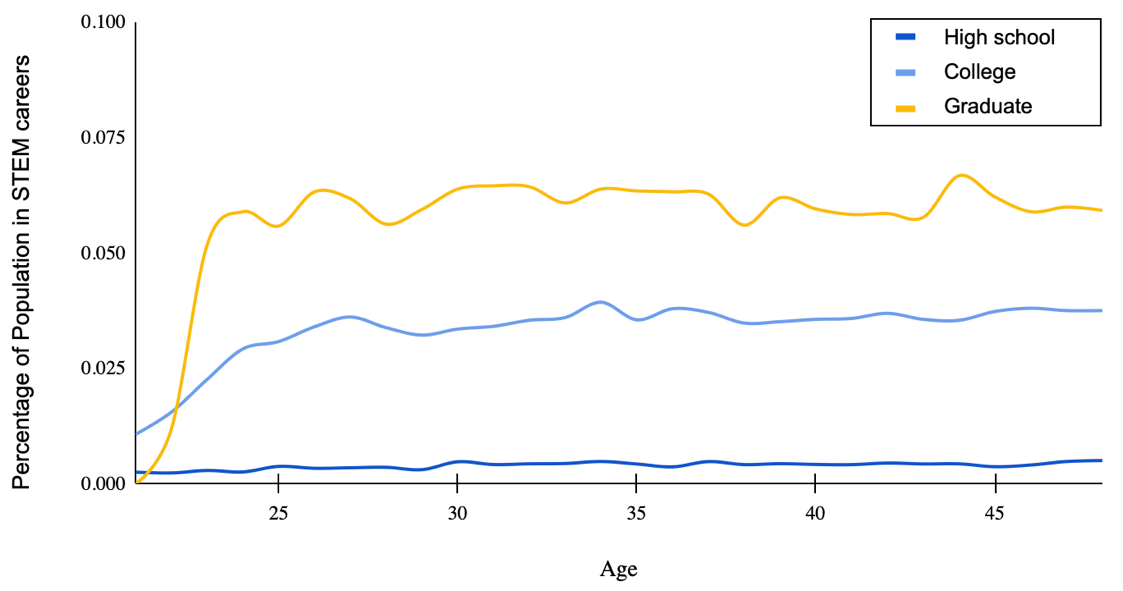 0.100
0.075
0.050
0.025
0.000
Percentage of Population in STEM careers
High school
College
Graduate
25 30 35 40 45
Age